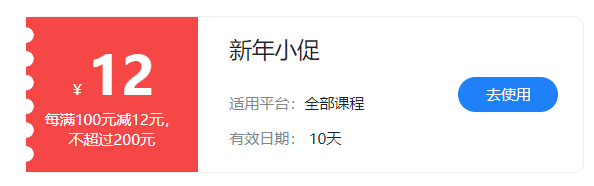 ¥ 12
每满100元减12元，
不超过200元
新年小促
适用平台：全部课程
有效日期： 10天
去使用